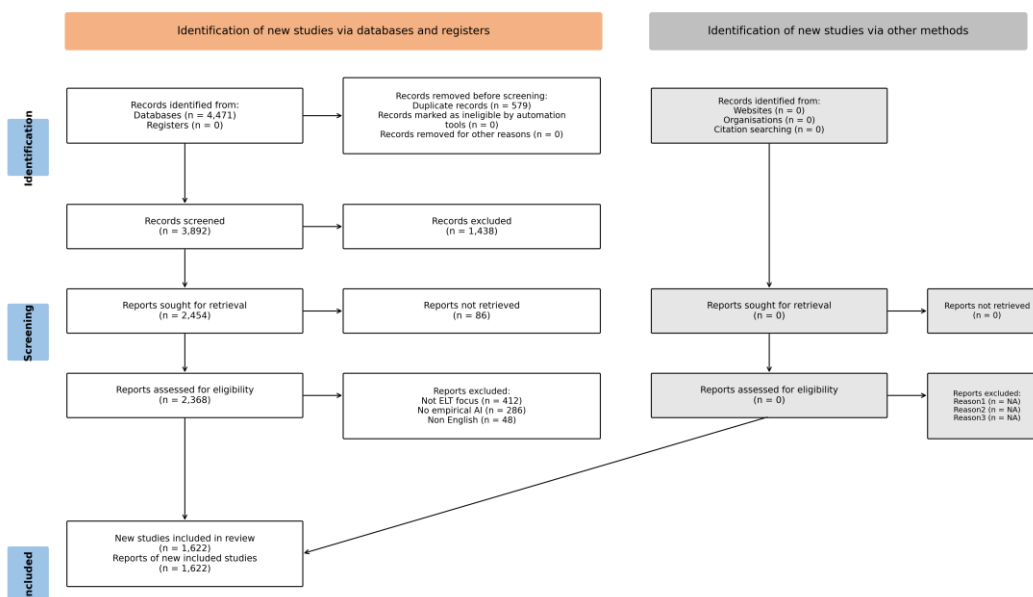 Identification of new studies via databases and registers
Identification of new studies via other methods
Identification
Records identified from:
Databases (n = 4,471)
Registers (n = 0)
Records removed before screening:
Duplicate records (n = 579)
Records marked as ineligible by automation
tools (n = 0)
Records removed for other reasons (n = 0)
Records identified from:
Websites (n = 0)
Organisations (n = 0)
Citation searching (n = 0)
Records screened
(n = 3,892)
Records excluded
(n = 1,438)
Screening
Reports sought for retrieval
(n = 2,454)
Reports not retrieved
(n = 86)
Reports sought for retrieval
(n = 0)
Reports not retrieved
(n = 0)
Reports assessed for eligibility
(n = 2,368)
Reports excluded:
Not ELT focus (n = 412)
No empirical AI (n = 286)
Non English (n = 48)
Reports assessed for eligibility
(n = 0)
Reports excluded:
Reason1 (n = NA)
Reason2 (n = NA)
Reason3 (n = NA)
ncluded
New studies included in review
(n = 1,622)
Reports of new included studies
(n = 1,622)